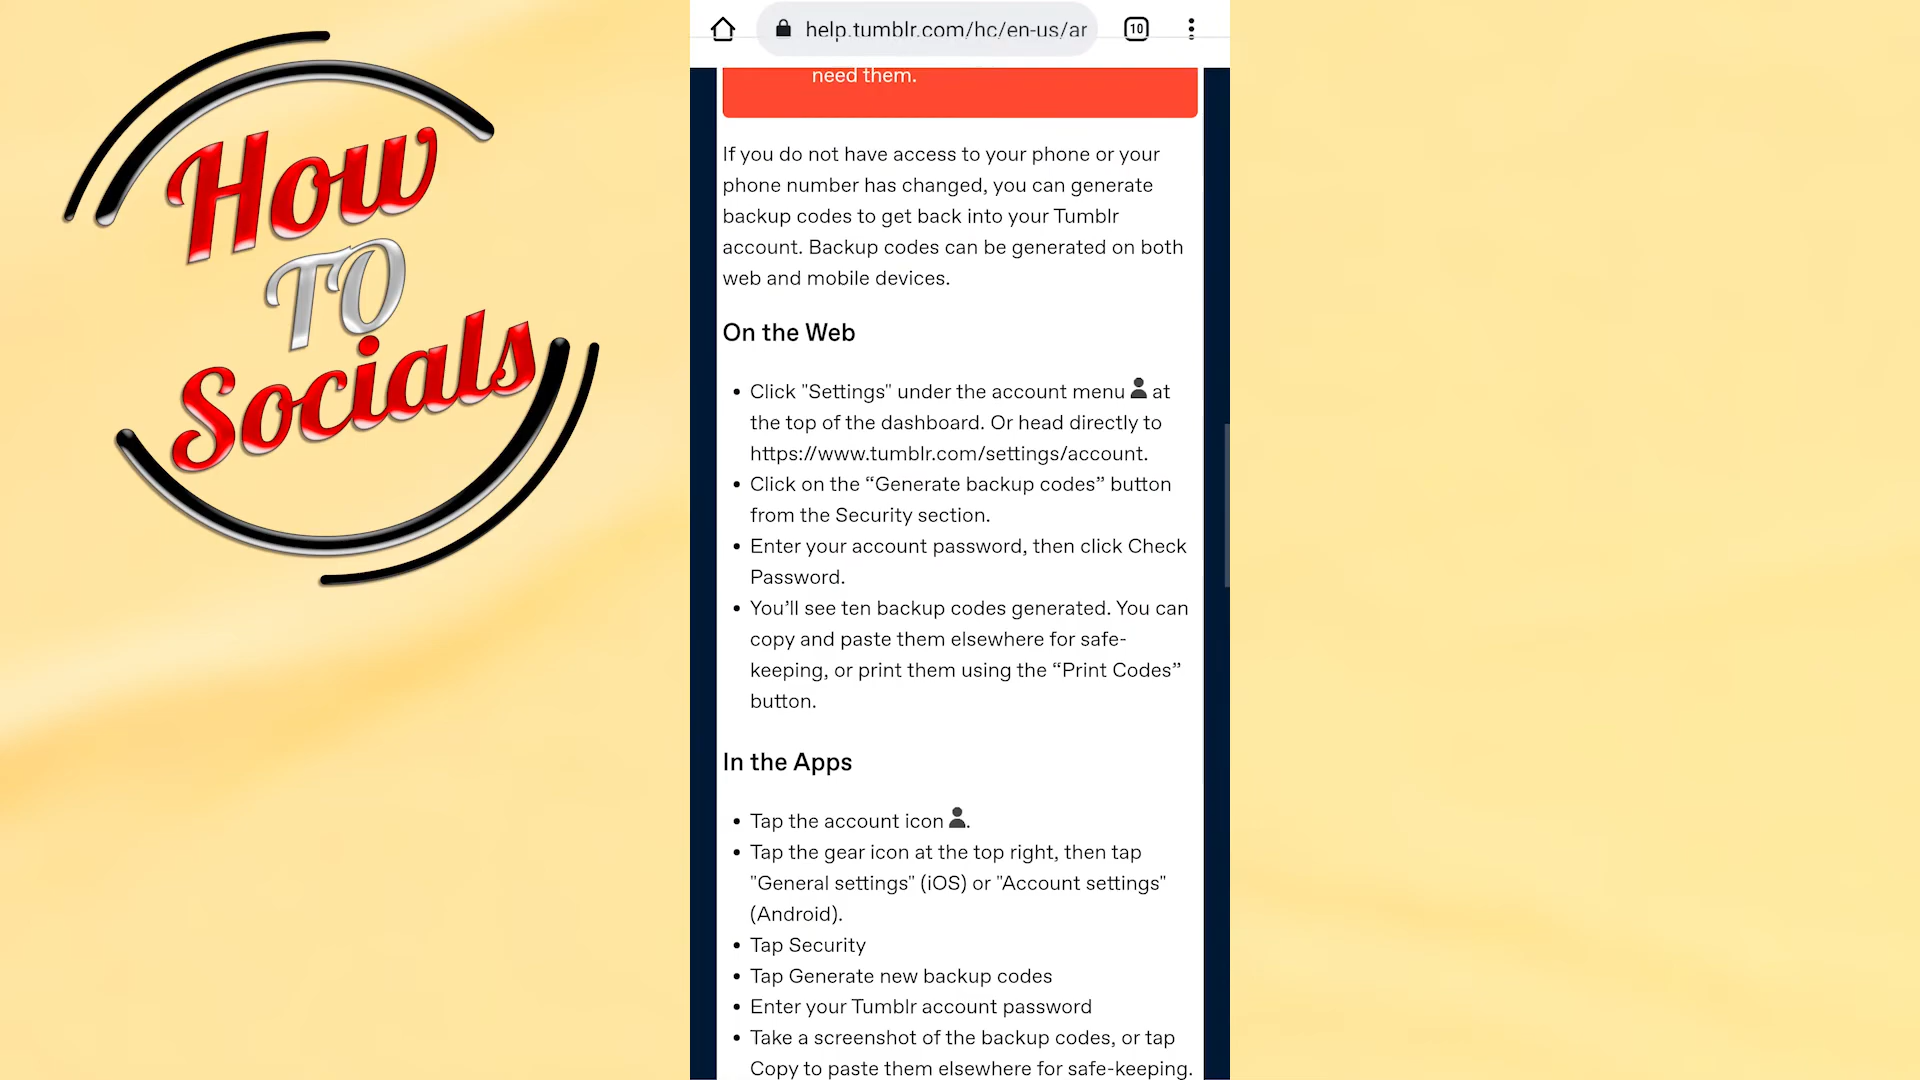 How
TO
Socials
help.tumblr.com/hc/en-us/ar
10
need them.
If you do not have access to your phone or your
phone number has changed, you can generate
backup codes to get back into your Tumblr
account. Backup codes can be generated on both
web and mobile devices.
On the Web
• Click "Settings" under the account menu at
the top of the dashboard. Or head directly to
https://www.tumblr.com/settings/account.
• Click on the “Generate backup codes” button
from the Security section.
• Enter your account password, then click Check
Password.
• You’ll see ten backup codes generated. You can
copy and paste them elsewhere for safe-
keeping, or print them using the “Print Codes”
button.
In the Apps
• Tap the account icon .
• Tap the gear icon at the top right, then tap
"General settings" (iOS) or "Account settings"
(Android).
• Tap Security
• Tap Generate new backup codes
• Enter your Tumblr account password
• Take a screenshot of the backup codes, or tap
Copy to paste them elsewhere for safe-keeping.